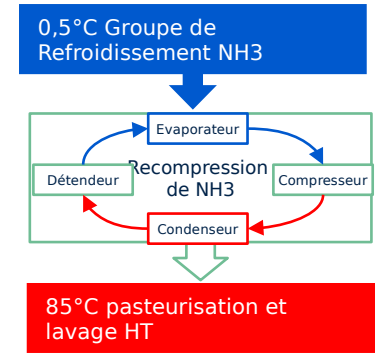 0,5°C Groupe de
Refroidissement NH3
Evaporateur
Recompression
de NH3
Détendeur
Compresseur
Condenseur
85°C pasteurisation et
lavage HT